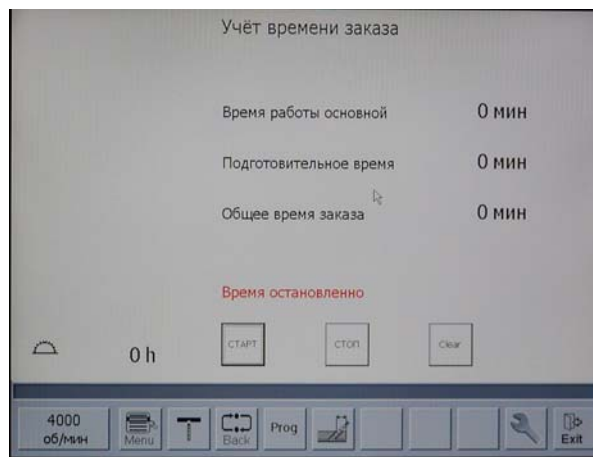 Учёт времени заказа
Время работы основной 0 мин
Подготовительное время 0 мин
Общее время заказа 0 мин
Время остановленно
0 h СТАРТ СТОП Clear
4000 Menu Back Prog Exit
об/мин